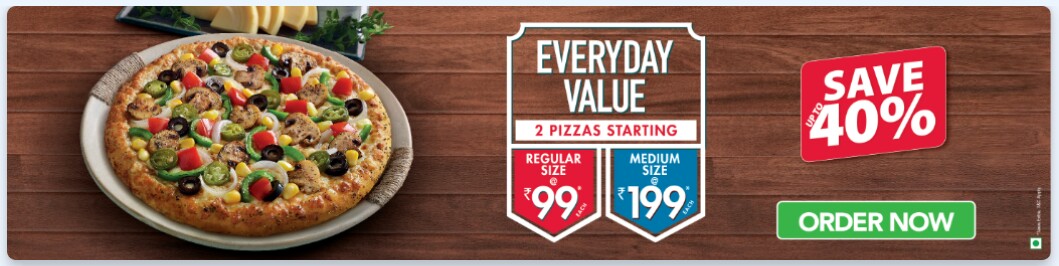 EVERYDAY
VALUE
2 PIZZAS STARTING
REGULAR
SIZE
@
₹99*
EACH
MEDIUM
SIZE
@
₹199*
EACH
SAVE
UP TO
40%
ORDER NOW